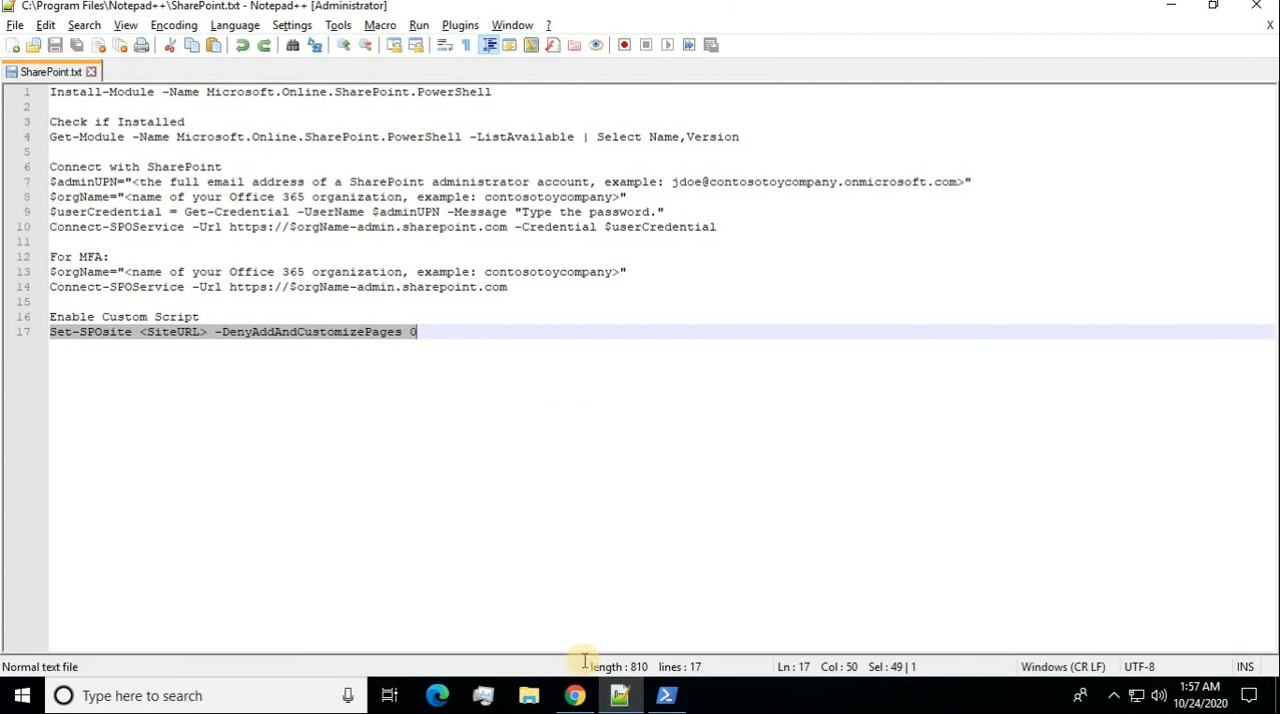 C:\Program Files\Notepad++\SharePoint.txt - Notepad++ [Administrator]
File Edit Search View Encoding Language Settings Tools Macro Run Plugins Window ? X
SharePoint.txt
1 Install-Module -Name Microsoft.Online.SharePoint.PowerShell
2
3 Check if Installed
4 Get-Module -Name Microsoft.Online.SharePoint.PowerShell -ListAvailable | Select Name,Version
5
6 Connect with SharePoint
7 $adminUPN="<the full email address of a SharePoint administrator account, example: jdoe@contosotoycompany.onmicrosoft.com>"
8 $orgName="<name of your Office 365 organization, example: contosotoycompany>"
9 $userCredential = Get-Credential -UserName $adminUPN -Message "Type the password."
10 Connect-SPOService -Url https://$orgName-admin.sharepoint.com -Credential $userCredential
11
12 For MFA:
13 $orgName="<name of your Office 365 organization, example: contosotoycompany>"
14 Connect-SPOService -Url https://$orgName-admin.sharepoint.com
15
16 Enable Custom Script
17 Set-SPOsite <SiteURL> -DenyAddAndCustomizePages 0
Normal text file length : 810 lines : 17 Ln : 17 Col : 50 Sel : 49 | 1 Windows (CR LF) UTF-8 INS
Type here to search 1:57 AM
10/24/2020